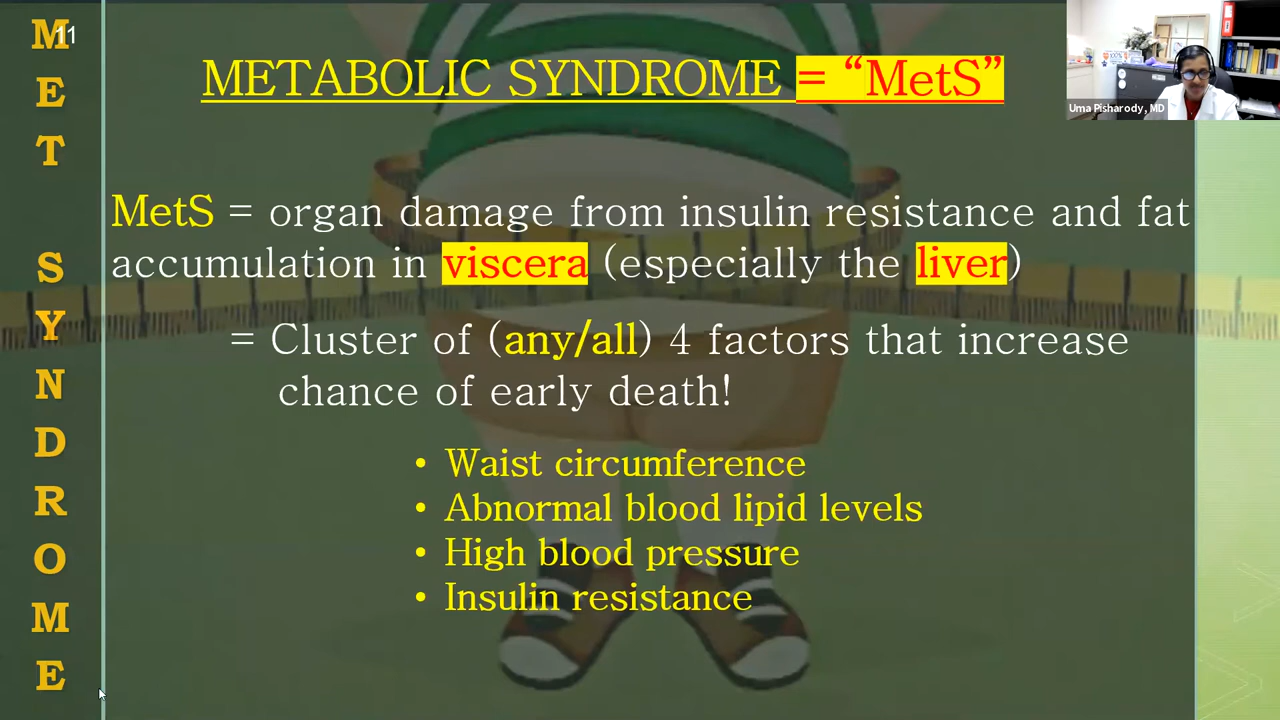 11
MET SYNDROME
METABOLIC SYNDROME = “MetS”
Uma Pisharody, MD
MetS = organ damage from insulin resistance and fat
accumulation in viscera (especially the liver)
= Cluster of (any/all) 4 factors that increase
chance of early death!
• Waist circumference
• Abnormal blood lipid levels
• High blood pressure
• Insulin resistance